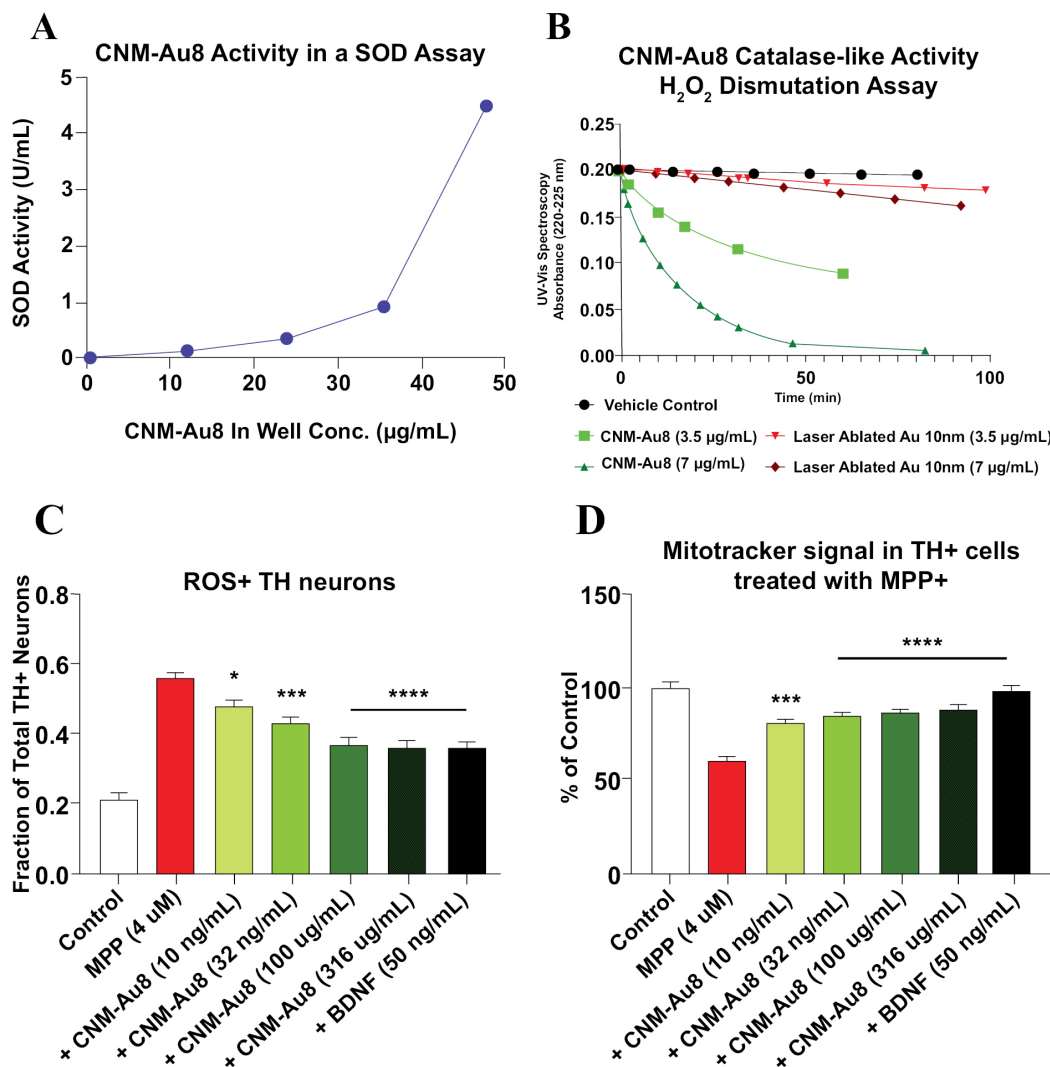 A
CNM-Au8 Activity in a SOD Assay
SOD Activity (U/mL)
5
4
3
2
1
0
0
10
20
30
40
50
CNM-Au8 In Well Conc. (µg/mL)
B
CNM-Au8 Catalase-like Activity
H₂O₂ Dismutation Assay
UV-Vis Spectroscopy
Absorbance (220-225 nm)
0.25
0.20
0.15
0.10
0.05
0.00
0
50
100
Time (min)
Vehicle Control
CNM-Au8 (3.5 µg/mL)
Laser Ablated Au 10nm (3.5 µg/mL)
CNM-Au8 (7 µg/mL)
Laser Ablated Au 10nm (7 µg/mL)
C
ROS+ TH neurons
Fraction of Total TH+ Neurons
0.8
0.6
0.4
0.2
0.0
*
***
****
Control
MPP (4 uM)
+ CNM-Au8 (10 ng/mL)
+ CNM-Au8 (32 ng/mL)
+ CNM-Au8 (100 ug/mL)
+ CNM-Au8 (316 ug/mL)
+ BDNF (50 ng/mL)
D
Mitotracker signal in TH+ cells
treated with MPP+
% of Control
150
100
50
0
***
****
Control
MPP (4 uM)
+ CNM-Au8 (10 ng/mL)
+ CNM-Au8 (32 ng/mL)
+ CNM-Au8 (100 ug/mL)
+ CNM-Au8 (316 ug/mL)
+ BDNF (50 ng/mL)